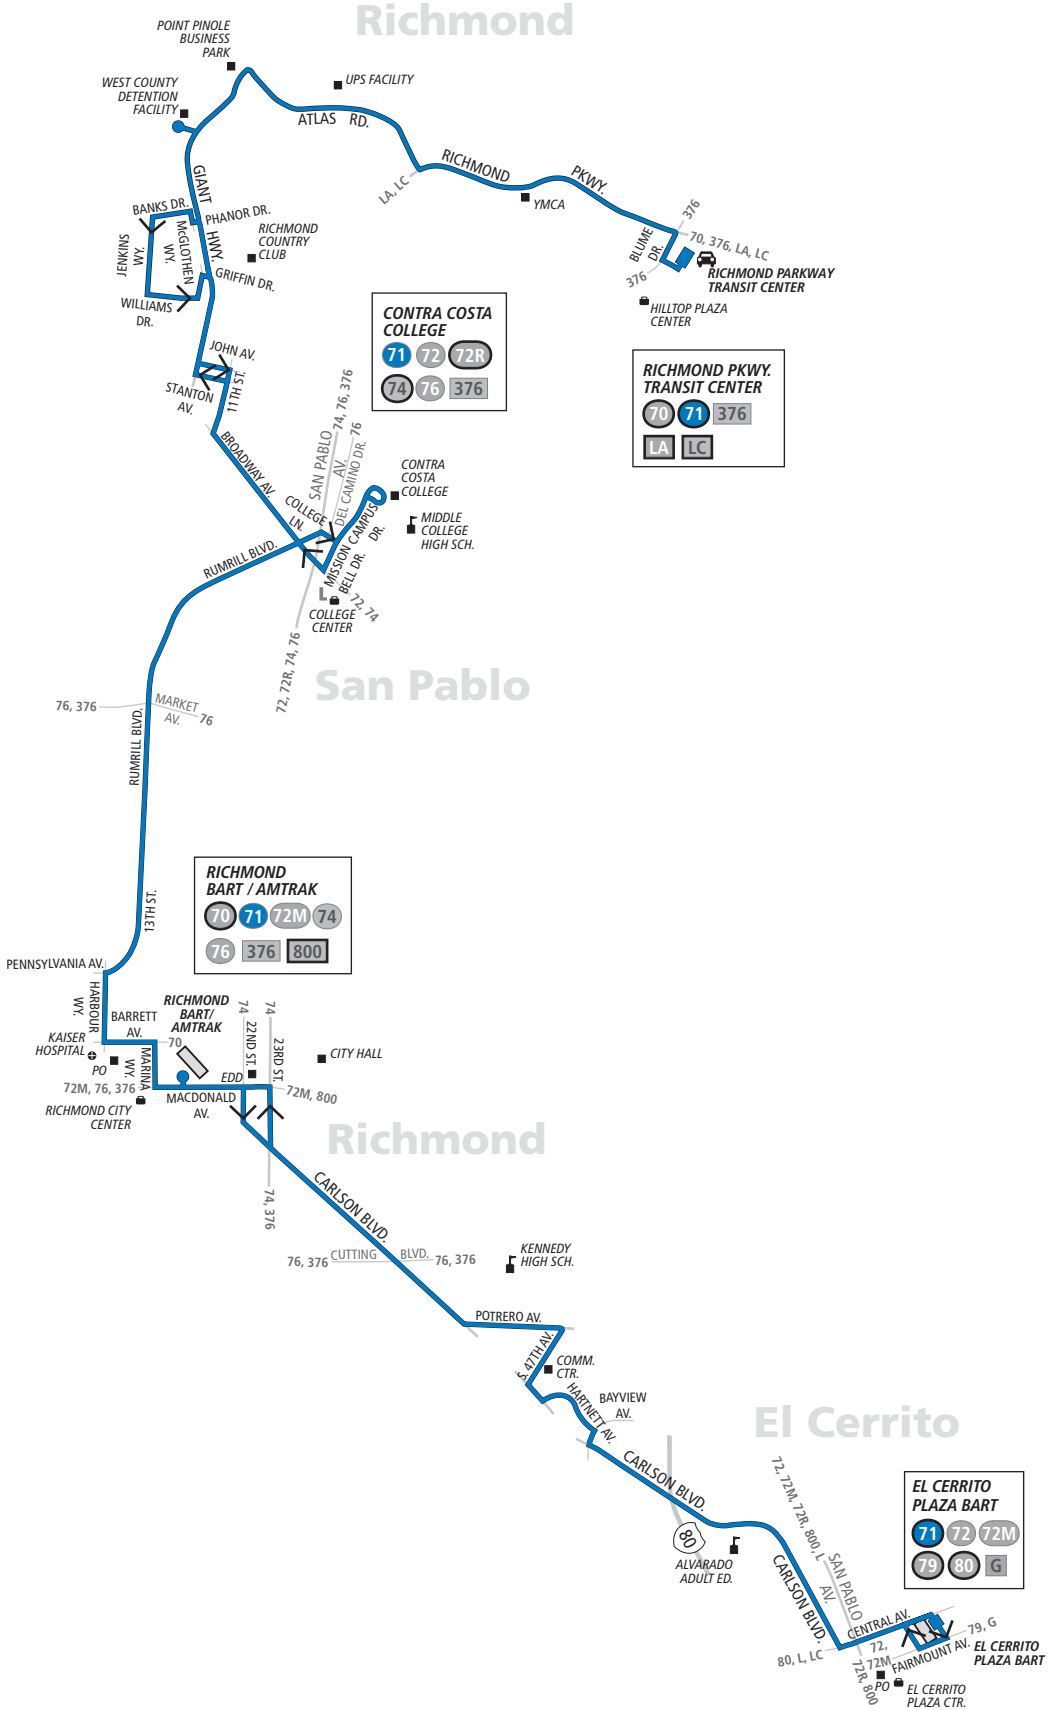 Richmond
POINT PINOLE
BUSINESS
PARK
UPS FACILITY
WEST COUNTY
DETENTION
FACILITY
ATLAS RD.
RICHMOND PKWY.
LA, LC
YMCA
GIANT HWY.
BANKS DR.
PHANOR DR.
McGLOTHEN
WY.
JENKINS
WY.
RICHMOND
COUNTRY
CLUB
GRIFFIN DR.
WILLIAMS
DR.
376
70, 376, LA, LC
BLUME
DR.
376
RICHMOND PARKWAY
TRANSIT CENTER
HILLTOP PLAZA
CENTER
CONTRA COSTA
COLLEGE
71 72 72R
74 76 376
RICHMOND PKWY.
TRANSIT CENTER
70 71 376
LA LC
JOHN AV.
STANTON
AV.
11TH ST.
BROADWAY AV.
74, 76, 376
76
SAN PABLO
AV.
DEL CAMINO DR.
COLLEGE
LN.
CONTRA
COSTA
COLLEGE
MIDDLE
COLLEGE
HIGH SCH.
MISSION CAMPUS
DR.
BELL DR.
RUMRILL BLVD.
72, 74
COLLEGE
CENTER
72, 72R, 74, 76
San Pablo
76, 376
MARKET
AV.
76
RUMRILL BLVD.
13TH ST.
RICHMOND
BART / AMTRAK
70 71 72M 74
76 376 800
PENNSYLVANIA AV.
HARBOUR
WY.
RICHMOND
BART/
AMTRAK
BARRETT
AV.
70
KAISER
HOSPITAL
PO
MARINA
WY.
74
74
22ND ST.
23RD ST.
CITY HALL
EDD
72M, 76, 376
72M, 800
MACDONALD
AV.
RICHMOND CITY
CENTER
Richmond
74, 376
CARLSON BLVD.
76, 376
CUTTING BLVD.
76, 376
KENNEDY
HIGH SCH.
POTRERO AV.
S. 47TH AV.
COMM.
CTR.
HARTNETT AV.
BAYVIEW
AV.
El Cerrito
CARLSON BLVD.
80
ALVARADO
ADULT ED.
72, 72M, 72R, 800, L
SAN PABLO
AV.
EL CERRITO
PLAZA BART
71 72 72M
79 80 G
CARLSON BLVD.
CENTRAL AV.
79, G
80, L, LC
72,
72M
FAIRMOUNT AV.
EL CERRITO
PLAZA BART
72R, 800
PO
EL CERRITO
PLAZA CTR.